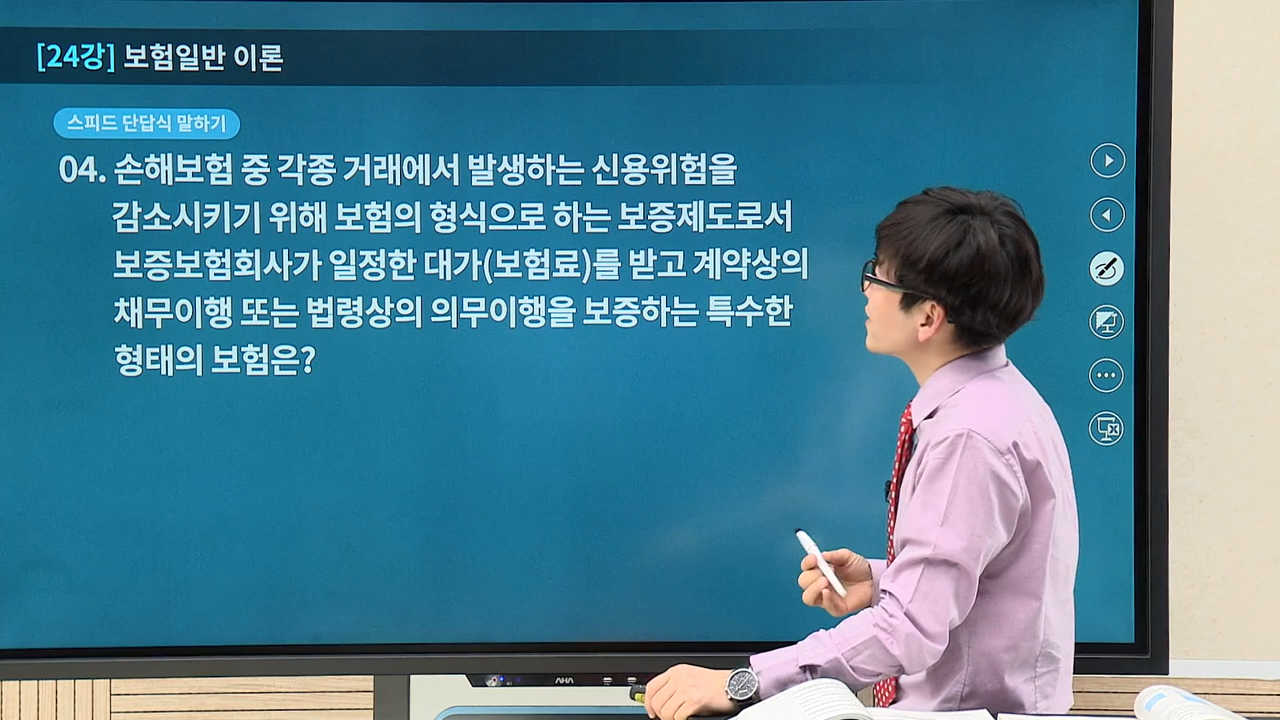 [24강] 보험일반 이론
스피드 단답식 말하기
04. 손해보험 중 각종 거래에서 발생하는 신용위험을
감소시키기 위해 보험의 형식으로 하는 보증제도로서
보증보험회사가 일정한 대가(보험료)를 받고 계약상의
채무이행 또는 법령상의 의무이행을 보증하는 특수한
형태의 보험은?
AHA